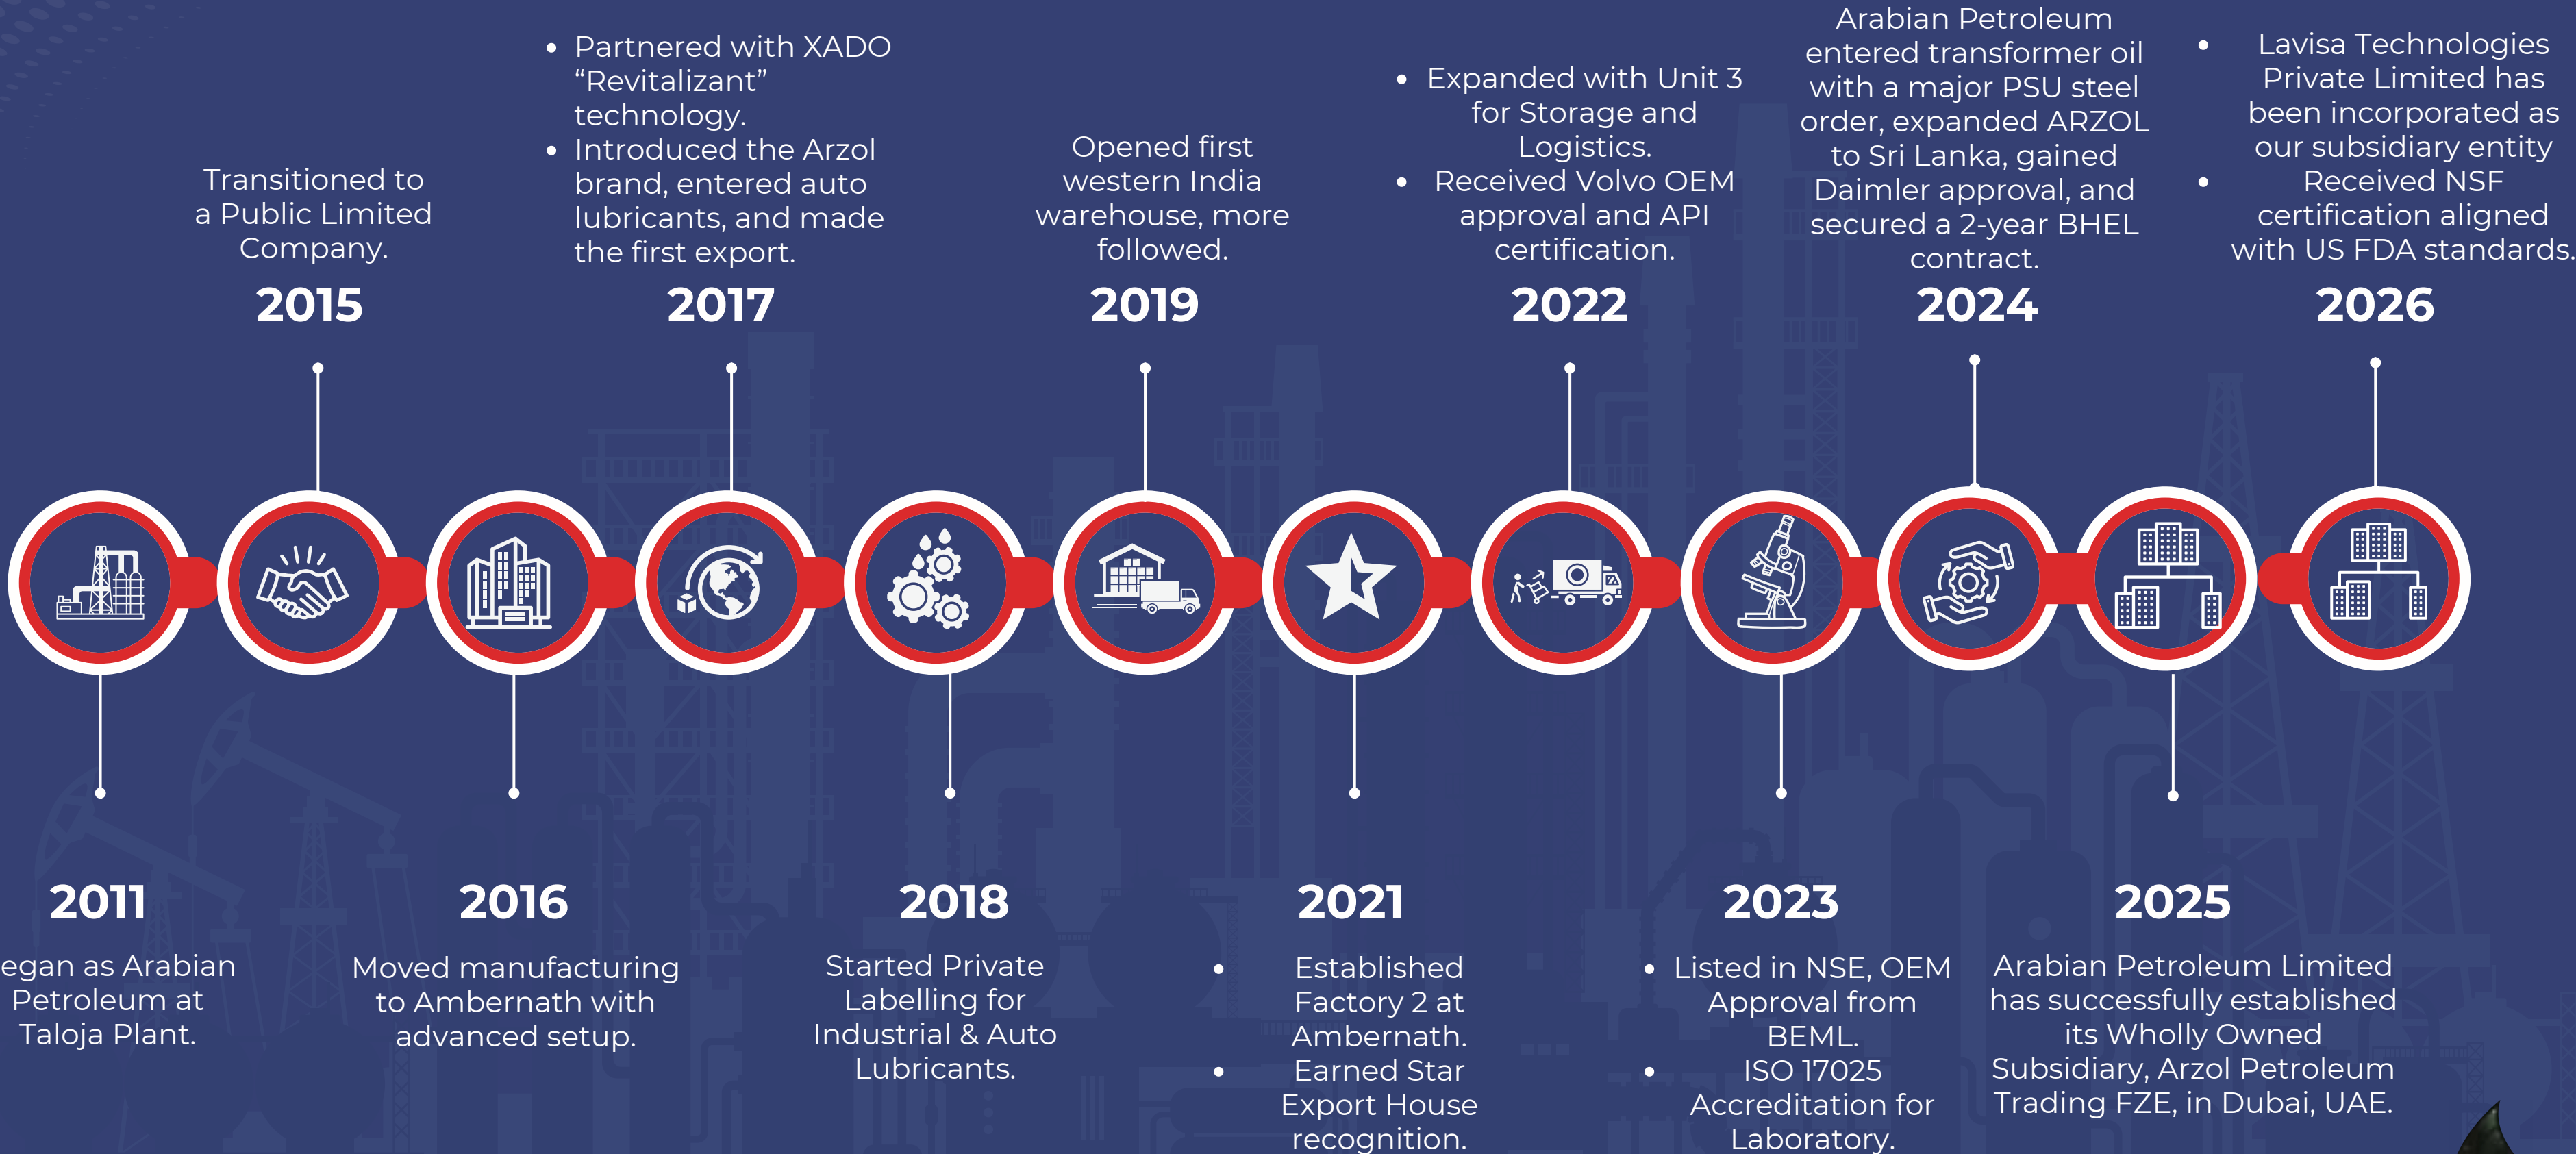 Transitioned to
a Public Limited
Company.
2015
• Partnered with XADO
“Revitalizant”
technology.
• Introduced the Arzol
brand, entered auto
lubricants, and made
the first export.
2017
Opened first
western India
warehouse, more
followed.
2019
• Expanded with Unit 3
for Storage and
Logistics.
• Received Volvo OEM
approval and API
certification.
2022
Arabian Petroleum
entered transformer oil
with a major PSU steel
order, expanded ARZOL
to Sri Lanka, gained
Daimler approval, and
secured a 2-year BHEL
contract.
2024
• Lavisa Technologies
Private Limited has
been incorporated as
our subsidiary entity
• Received NSF
certification aligned
with US FDA standards.
2026
2011
egan as Arabian
Petroleum at
Taloja Plant.
2016
Moved manufacturing
to Ambernath with
advanced setup.
2018
Started Private
Labelling for
Industrial & Auto
Lubricants.
2021
• Established
Factory 2 at
Ambernath.
• Earned Star
Export House
recognition.
2023
• Listed in NSE, OEM
Approval from
BEML.
• ISO 17025
Accreditation for
Laboratory.
2025
Arabian Petroleum Limited
has successfully established
its Wholly Owned
Subsidiary, Arzol Petroleum
Trading FZE, in Dubai, UAE.